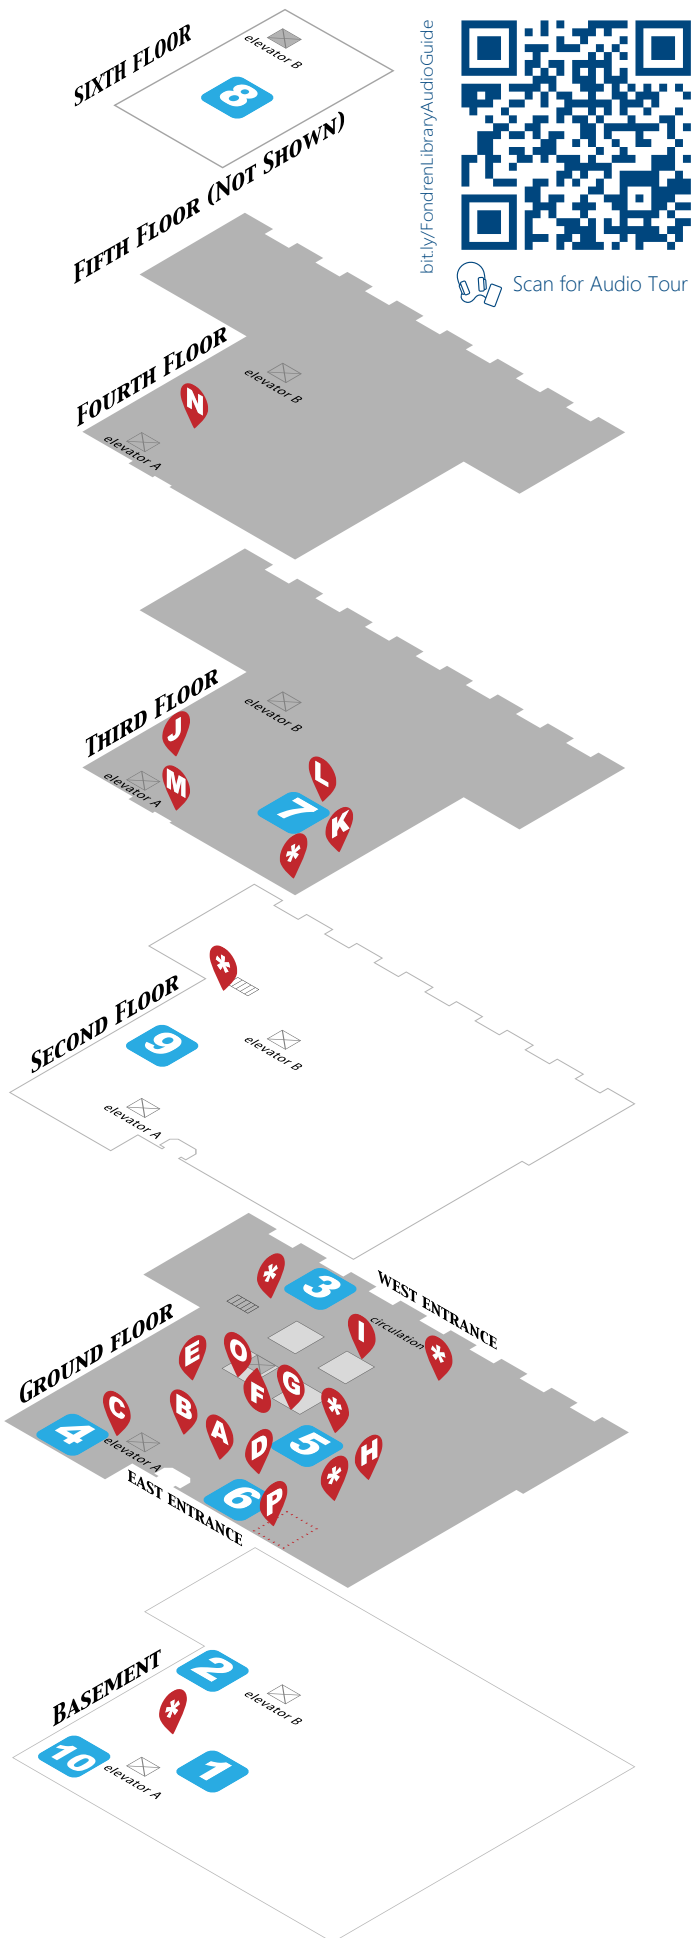 SIXTH FLOOR
elevator B
8
bit.ly/FondrenLibraryAudioGuide
Scan for Audio Tour
FIFTH FLOOR (NOT SHOWN)
FOURTH FLOOR
elevator B
N
elevator A
THIRD FLOOR
elevator B
J
L
M
elevator A
7
K
*
SECOND FLOOR
*
9
elevator B
elevator A
GROUND FLOOR
*
3
WEST ENTRANCE
circulation
I
*
E
O
F
G
*
C
B
A
D
5
H
4
elevator A
*
6
P
EAST ENTRANCE
BASEMENT
2
elevator B
*
10
elevator A
1